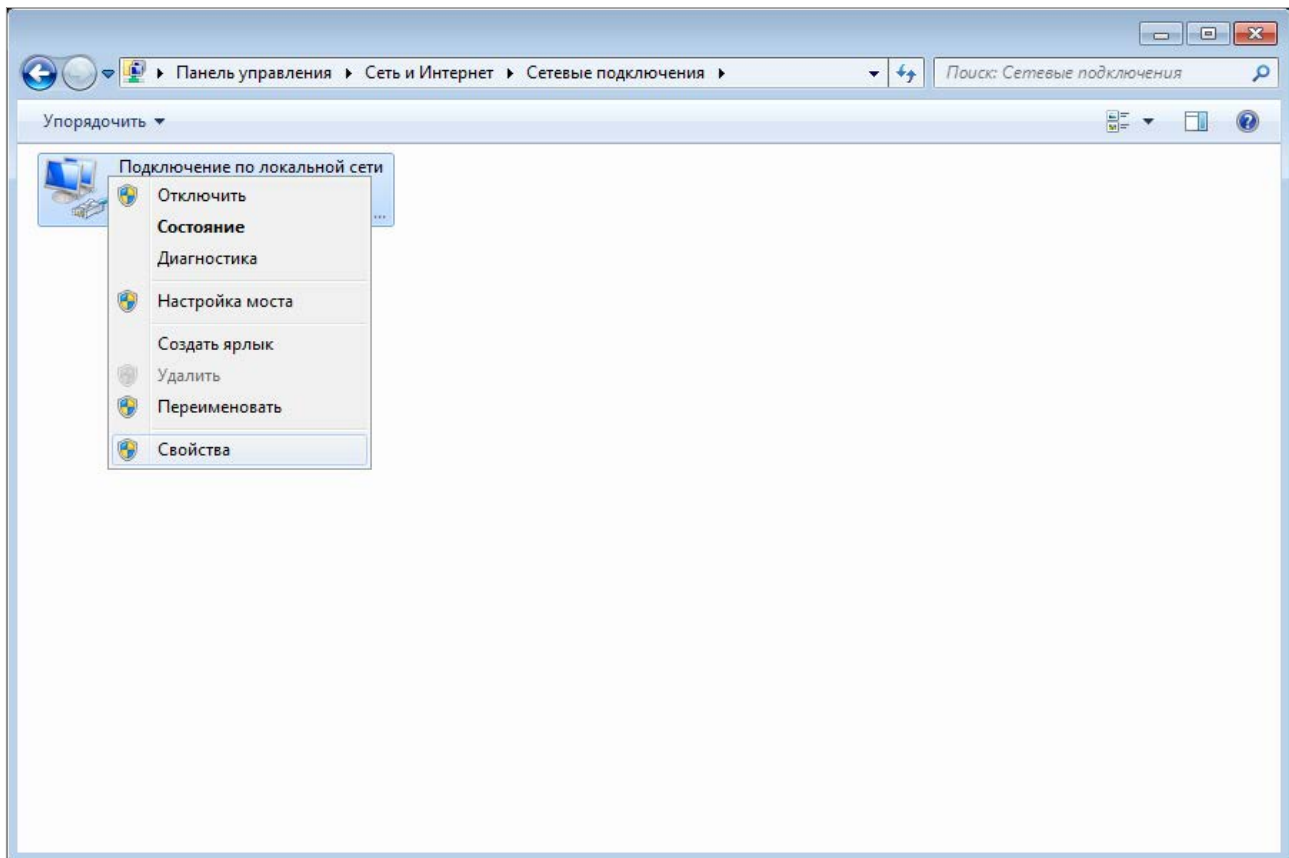 Панель управления Сеть и Интернет Сетевые подключения
Поиск: Сетевые подключения
Упорядочить
Подключение по локальной сети
...
Отключить
Состояние
Диагностика
Настройка моста
Создать ярлык
Удалить
Переименовать
Свойства